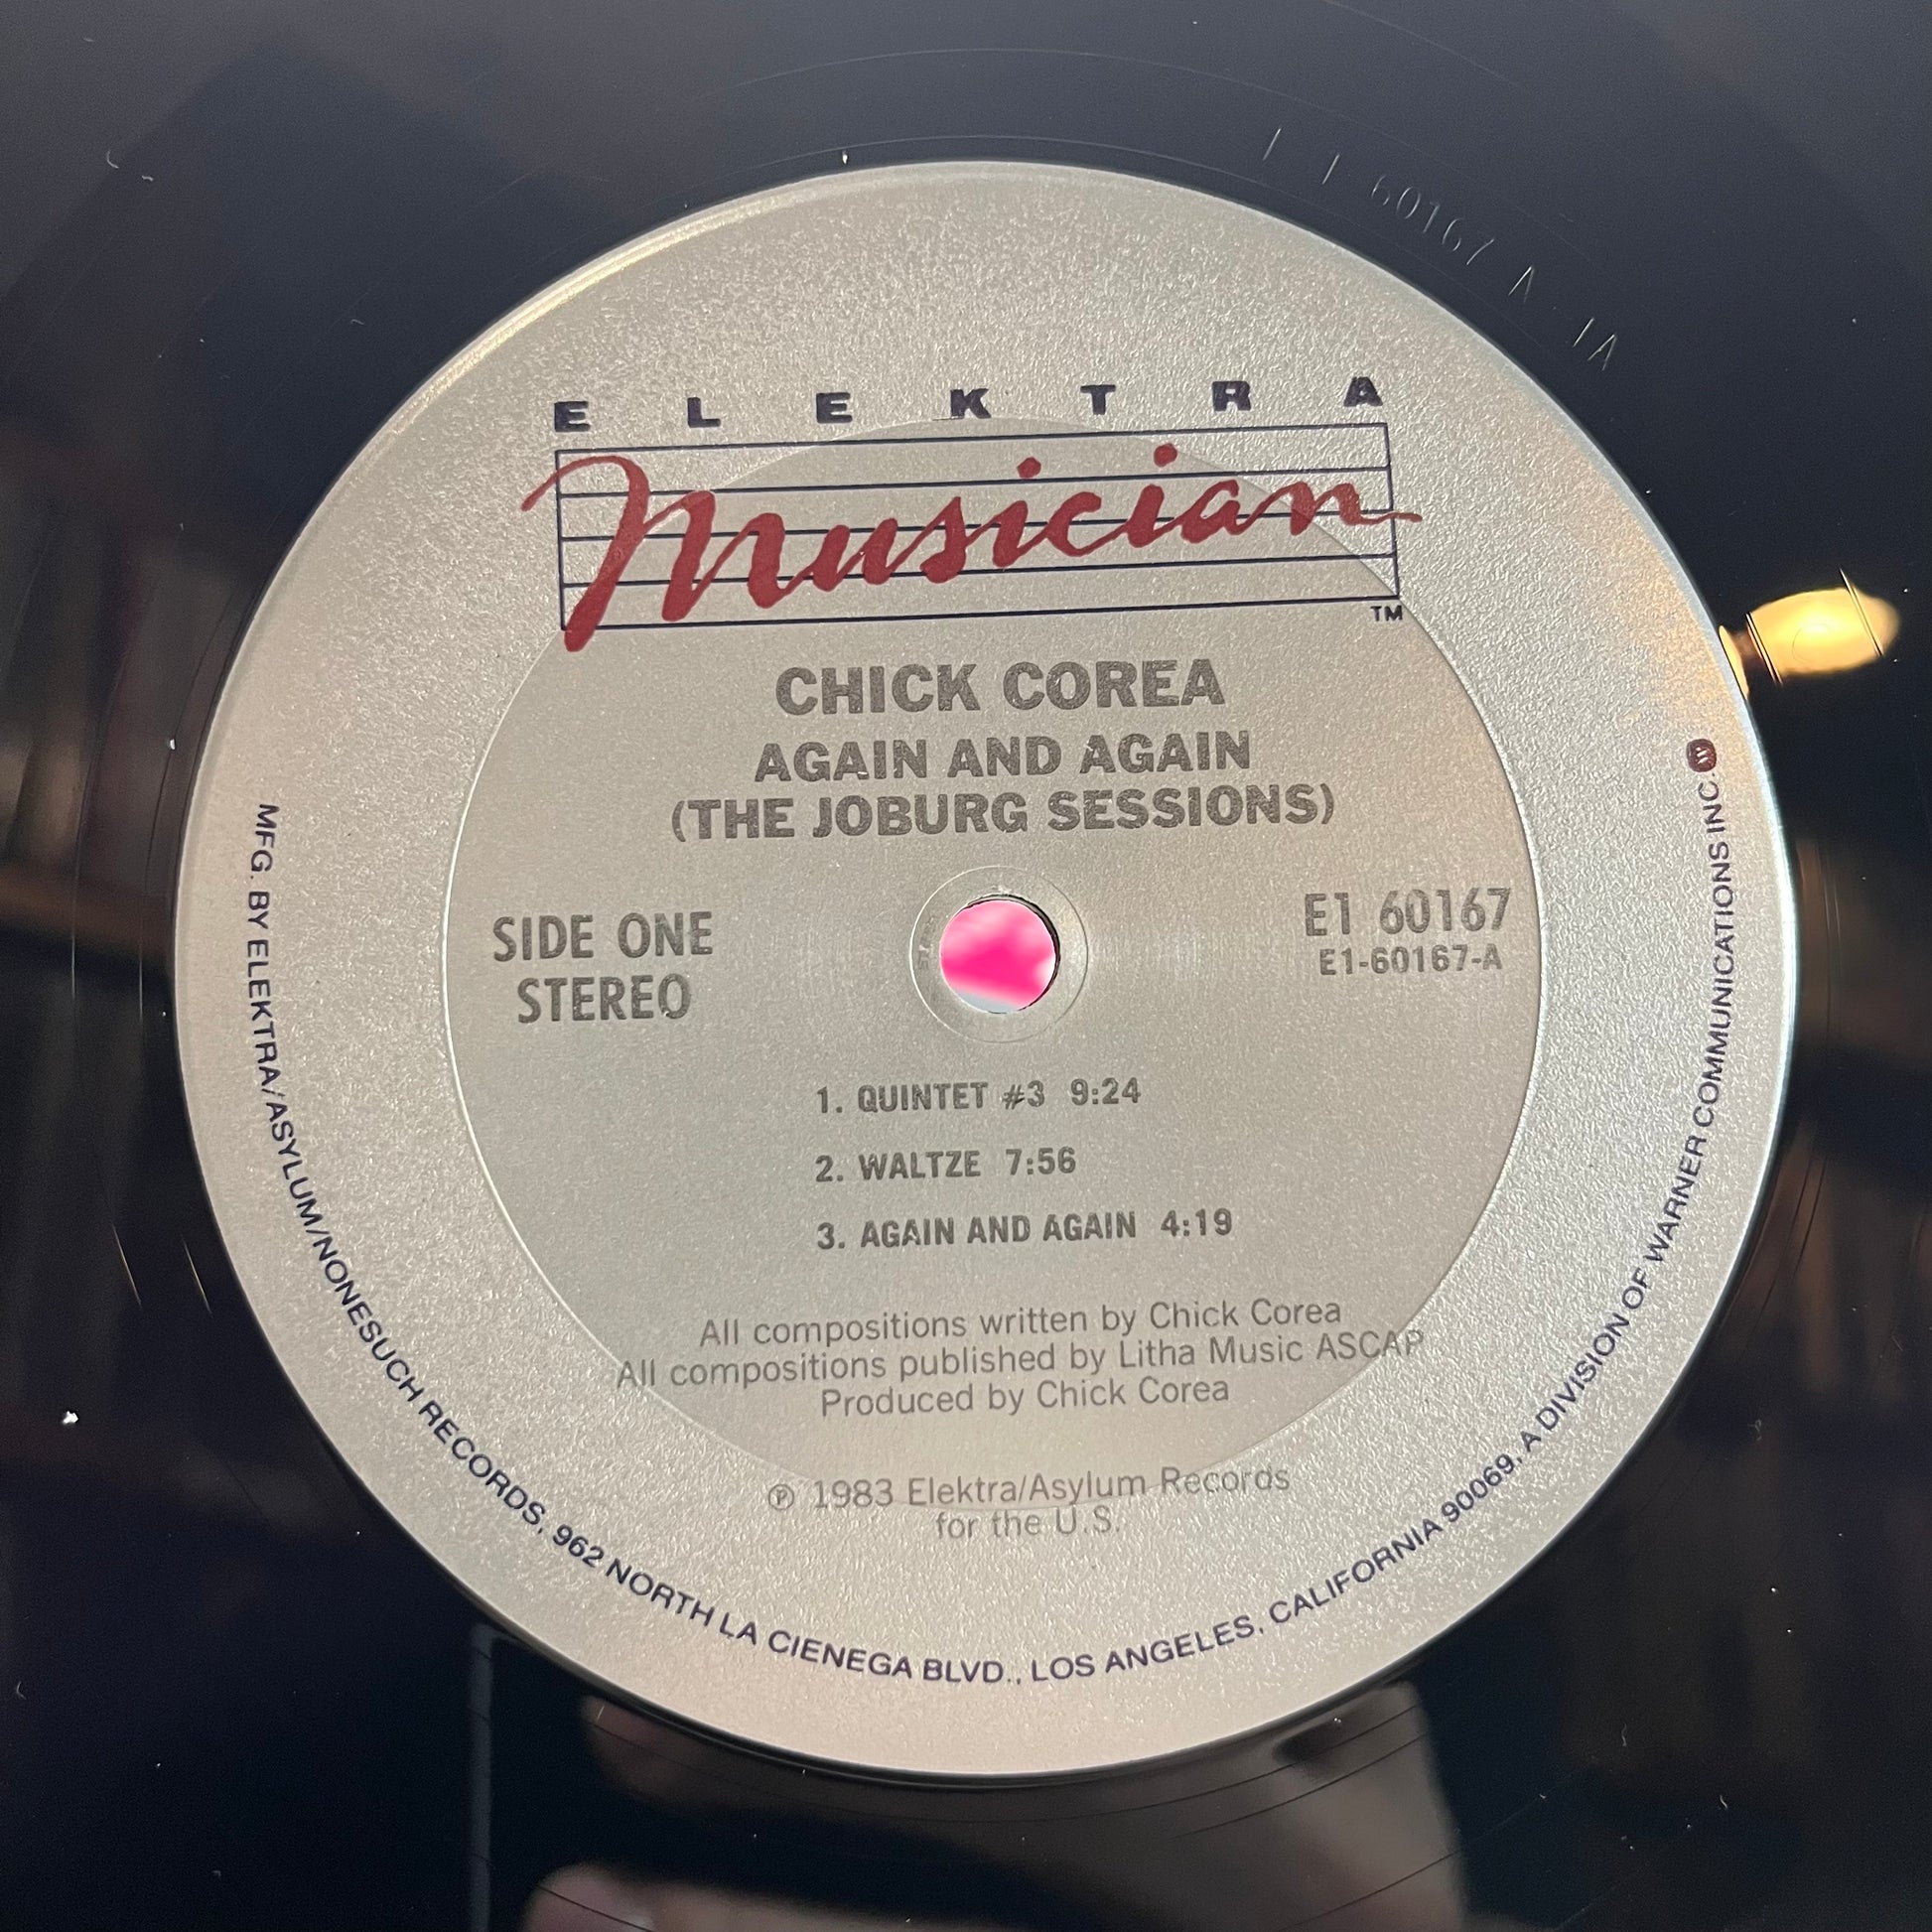 1 1 60167 A 1A
ELEKTRA
Musician
TM
CHICK COREA
AGAIN AND AGAIN
(THE JOBURG SESSIONS)
SIDE ONE
STEREO
E1 60167
E1-60167-A
1. QUINTET #3 9:24
2. WALTZE 7:56
3. AGAIN AND AGAIN 4:19
All compositions written by Chick Corea
All compositions published by Litha Music ASCAP
Produced by Chick Corea
℗ 1983 Elektra/Asylum Records
for the U.S.
MFG. BY ELEKTRA/ASYLUM/NONESUCH RECORDS, 962 NORTH LA CIENEGA BLVD., LOS ANGELES, CALIFORNIA 90069, A DIVISION OF WARNER COMMUNICATIONS INC.